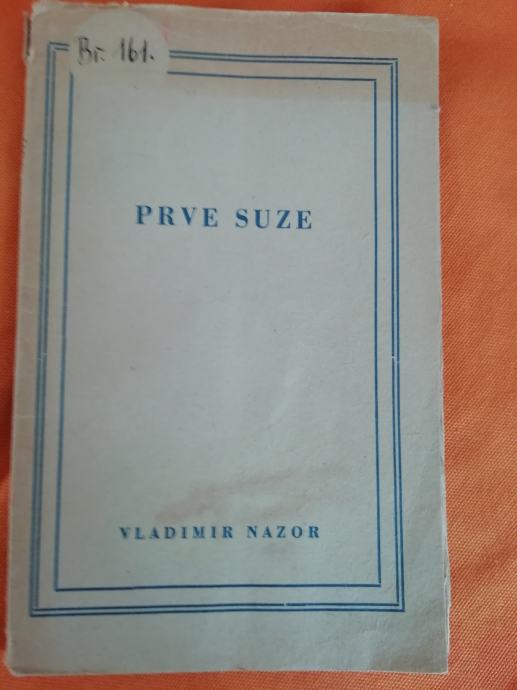 Br. 161.
PRVE SUZE
VLADIMIR NAZOR